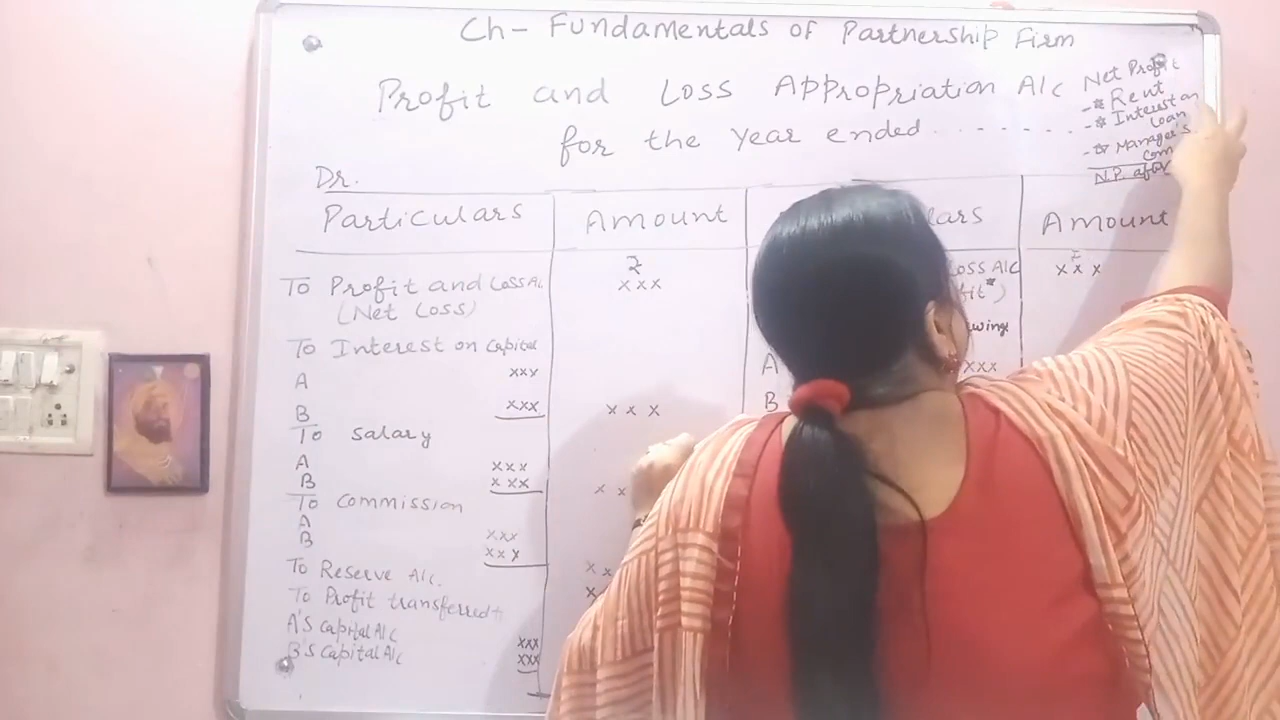 Ch- Fundamentals of Partnership Firm
Profit and Loss Appropriation A/c
for the Year ended . . . . . . .
Net Profit
-* Rent
-* Interest on
Loan
-* Manager's
Com
N.P. after
Dr.
Particulars Amount Amount
₹
To Profit and Loss A/c xxx
(Net Loss)
To Interest on Capital
A xxx
B xxx xxx
To Salary
A xxx
B xxx
To Commission
A xxx
B xxx
To Reserve A/c.
To Profit transferred
A's Capital A/c xxx
B's Capital A/c xxx
Loss A/c xxx
A xxx
B